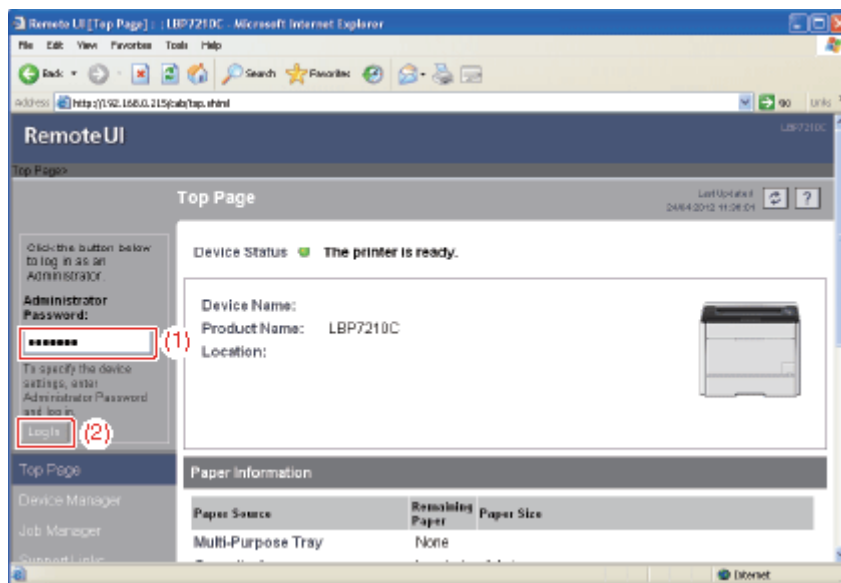 Remote UI [Top Page] : : LBP7210C - Microsoft Internet Explorer
File Edit View Favorites Tools Help
Back Search Favorites
Address http://192.168.0.215/cab/top.shtml Go Links
Remote UI
LBP7210C
Top Page>
Top Page
Last Updated
24/04/2012 11:36:01
?
Click the button below
to log in as an
Administrator.
Administrator
Password:
•••••••
(1)
To specify the device
settings, enter
Administrator Password
and log in.
Log In
(2)
Top Page
Device Manager
Job Manager
Support Links
Device Status The printer is ready.
Device Name:
Product Name: LBP7210C
Location:
Paper Information
Paper Source Remaining Paper Paper Size
Multi-Purpose Tray None
Internet